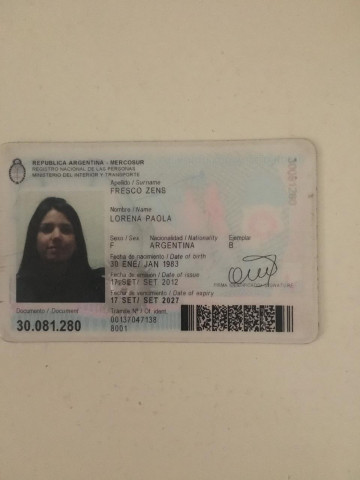 REPUBLICA ARGENTINA - MERCOSUR
REGISTRO NACIONAL DE LAS PERSONAS
MINISTERIO DEL INTERIOR Y TRANSPORTE
Apellido / Surname
FRESCO ZENS
Nombre / Name
LORENA PAOLA
Sexo / Sex Nacionalidad / Nationality Ejemplar
F ARGENTINA B
Fecha de nacimiento / Date of birth
30 ENE/ JAN 1983
Fecha de emisión / Date of issue
17 SET/ SET 2012
Fecha de vencimiento / Date of expiry
17 SET/ SET 2027
FIRMA IDENTIFICADO / SIGNATURE
Documento / Document
30.081.280
Trámite Nº / Of. ident.
00137047138
8001